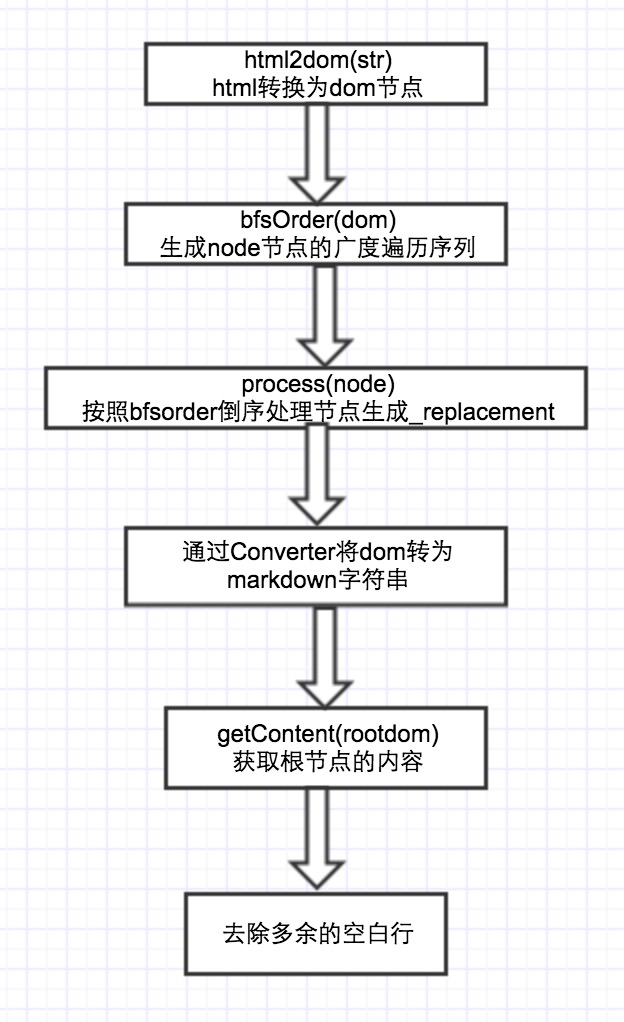 html2dom(str)
html转换为dom节点
bfsOrder(dom)
生成node节点的广度遍历序列
process(node)
按照bfsorder倒序处理节点生成_replacement
通过Converter将dom转为
markdown字符串
getContent(rootdom)
获取根节点的内容
去除多余的空白行